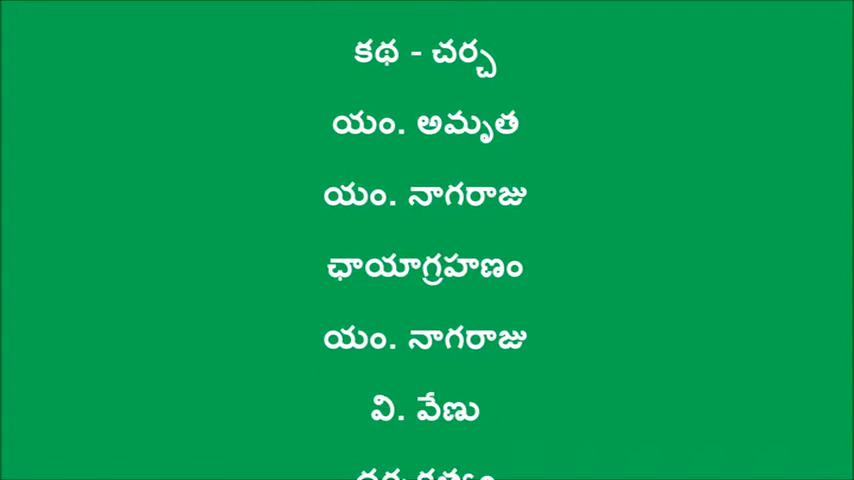 కథ - చర్చ
యం. అమృత
యం. నాగరాజు
ఛాయాగ్రహణం
యం. నాగరాజు
వి. వేణు